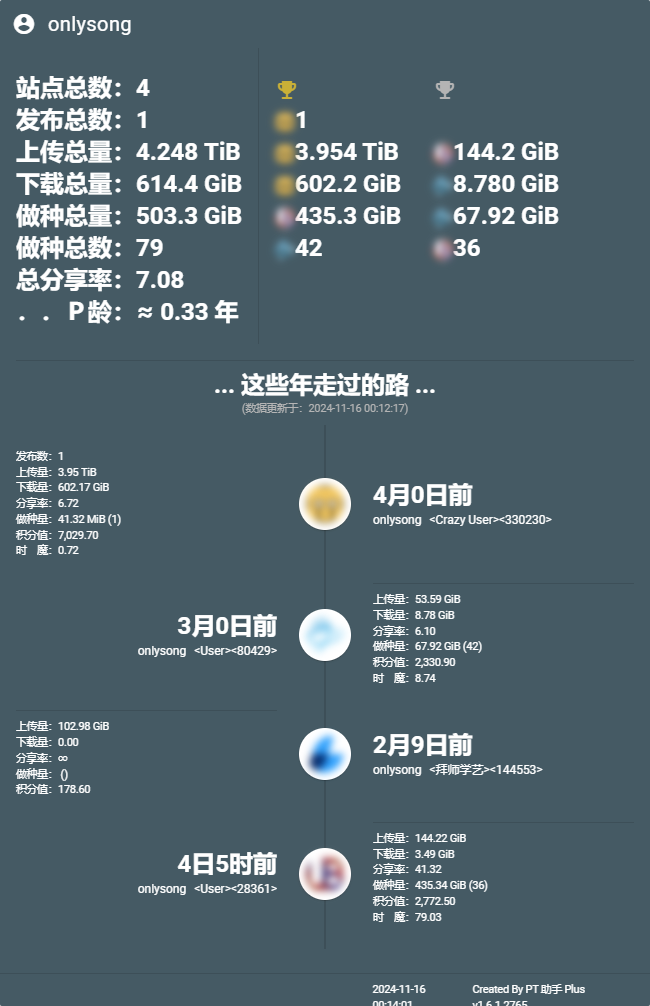 onlysong
站点总数：4
发布总数：1 1
上传总量：4.248 TiB 3.954 TiB 144.2 GiB
下载总量：614.4 GiB 602.2 GiB 8.780 GiB
做种总量：503.3 GiB 435.3 GiB 67.92 GiB
做种总数：79 42 36
总分享率：7.08
．．P龄：≈ 0.33 年
... 这些年走过的路 ...
(数据更新于：2024-11-16 00:12:17)
发布数：1
上传量：3.95 TiB
下载量：602.17 GiB
分享率：6.72
做种量：41.32 MiB (1)
积分值：7,029.70
时　魔：0.72
4月0日前
onlysong <Crazy User><330230>
3月0日前
onlysong <User><80429>
上传量：53.59 GiB
下载量：8.78 GiB
分享率：6.10
做种量：67.92 GiB (42)
积分值：2,330.90
时　魔：8.74
上传量：102.98 GiB
下载量：0.00
分享率：∞
做种量： ()
积分值：178.60
2月9日前
onlysong <拜师学艺><144553>
4日5时前
onlysong <User><28361>
上传量：144.22 GiB
下载量：3.49 GiB
分享率：41.32
做种量：435.34 GiB (36)
积分值：2,772.50
时　魔：79.03
2024-11-16
00:14:01
Created By PT 助手 Plus
v1.6.1.2765